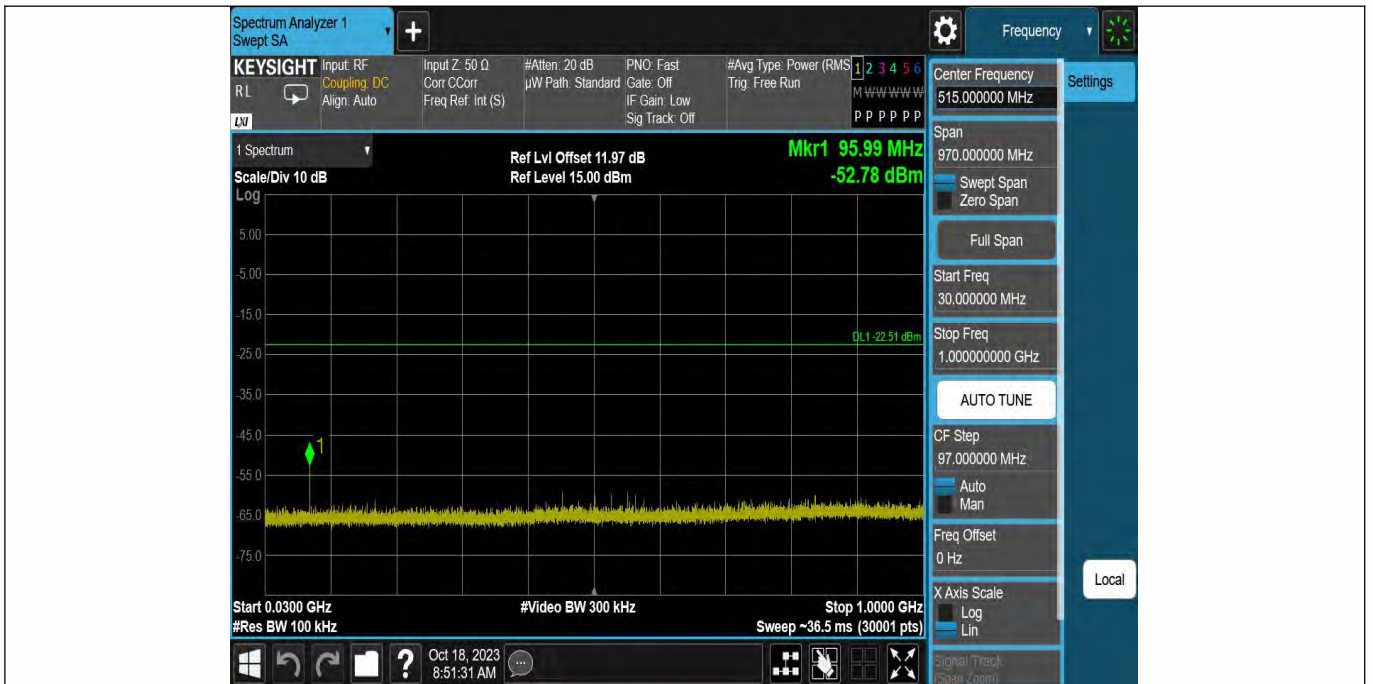 Spectrum Analyzer 1
Swept SA
+
Frequency
KEYSIGHT
RL
LXI
Input: RF
Coupling: DC
Align: Auto
Input Z: 50 Ω
Corr CCorr
Freq Ref: Int (S)
#Atten: 20 dB
µW Path: Standard
PNO: Fast
Gate: Off
IF Gain: Low
Sig Track: Off
#Avg Type: Power (RMS
Trig: Free Run
1 2 3 4 5 6
M W W W W W
P P P P P P
1 Spectrum
Scale/Div 10 dB
Ref Lvl Offset 11.97 dB
Ref Level 15.00 dBm
Mkr1 95.99 MHz
-52.78 dBm
Log
5.00
-5.00
-15.0
DL1 -22.51 dBm
-25.0
-35.0
-45.0
1
-55.0
-65.0
-75.0
Start 0.0300 GHz
#Res BW 100 kHz
#Video BW 300 kHz
Stop 1.0000 GHz
Sweep ~36.5 ms (30001 pts)
Center Frequency
515.000000 MHz
Settings
Span
970.000000 MHz
Swept Span
Zero Span
Full Span
Start Freq
30.000000 MHz
Stop Freq
1.000000000 GHz
AUTO TUNE
CF Step
97.000000 MHz
Auto
Man
Freq Offset
0 Hz
X Axis Scale
Log
Lin
Local
Signal Track
(Span Zoom)
?
Oct 18, 2023
8:51:31 AM